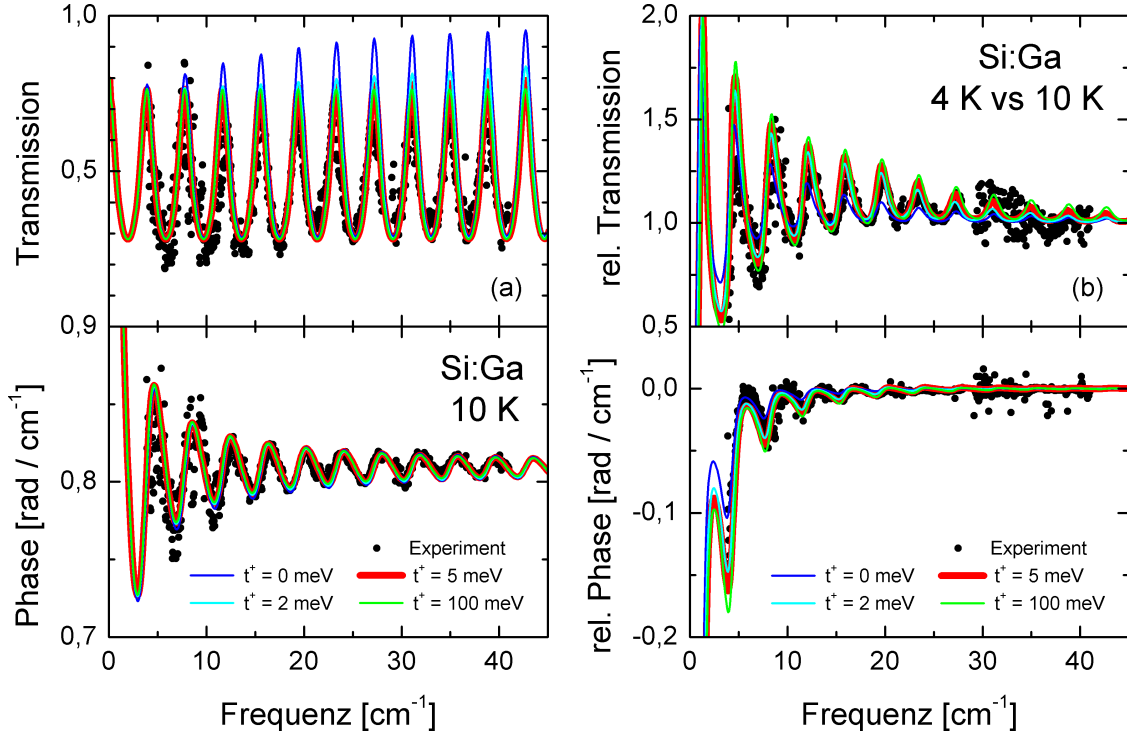 1,0
0,5
0,9
0,8
0,7
Transmission
(a)
Phase [rad / cm⁻¹]
Si:Ga
10 K
Experiment
t⁺ = 0 meV
t⁺ = 5 meV
t⁺ = 2 meV
t⁺ = 100 meV
0 10 20 30 40
Frequenz [cm⁻¹]
2,0
1,5
1,0
0,5
rel. Transmission
Si:Ga
4 K vs 10 K
(b)
0,0
-0,1
-0,2
rel. Phase [rad / cm⁻¹]
Experiment
t⁺ = 0 meV
t⁺ = 5 meV
t⁺ = 2 meV
t⁺ = 100 meV
0 10 20 30 40
Frequenz [cm⁻¹]